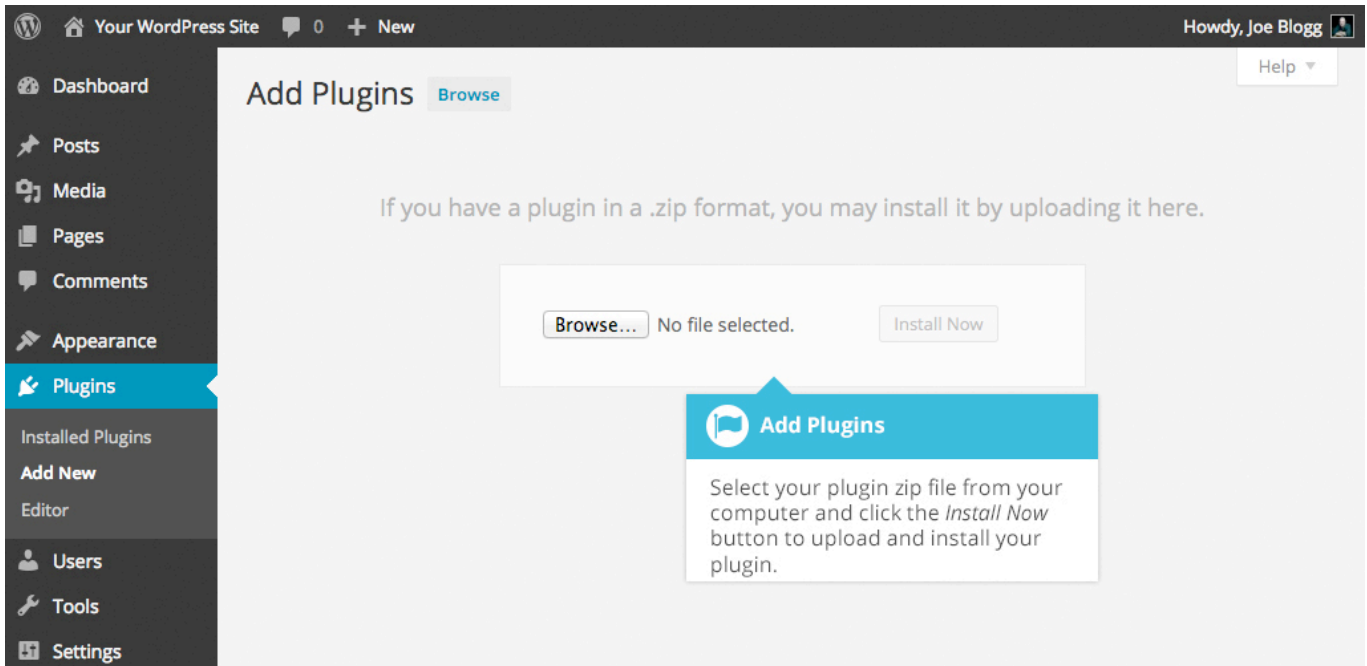 Your WordPress Site 0 + New Howdy, Joe Blogg
Help
Dashboard
Add Plugins Browse
Posts
Media
Pages
Comments
Appearance
Plugins
Installed Plugins
Add New
Editor
Users
Tools
Settings
If you have a plugin in a .zip format, you may install it by uploading it here.
Browse... No file selected. Install Now
Add Plugins
Select your plugin zip file from your
computer and click the Install Now
button to upload and install your
plugin.